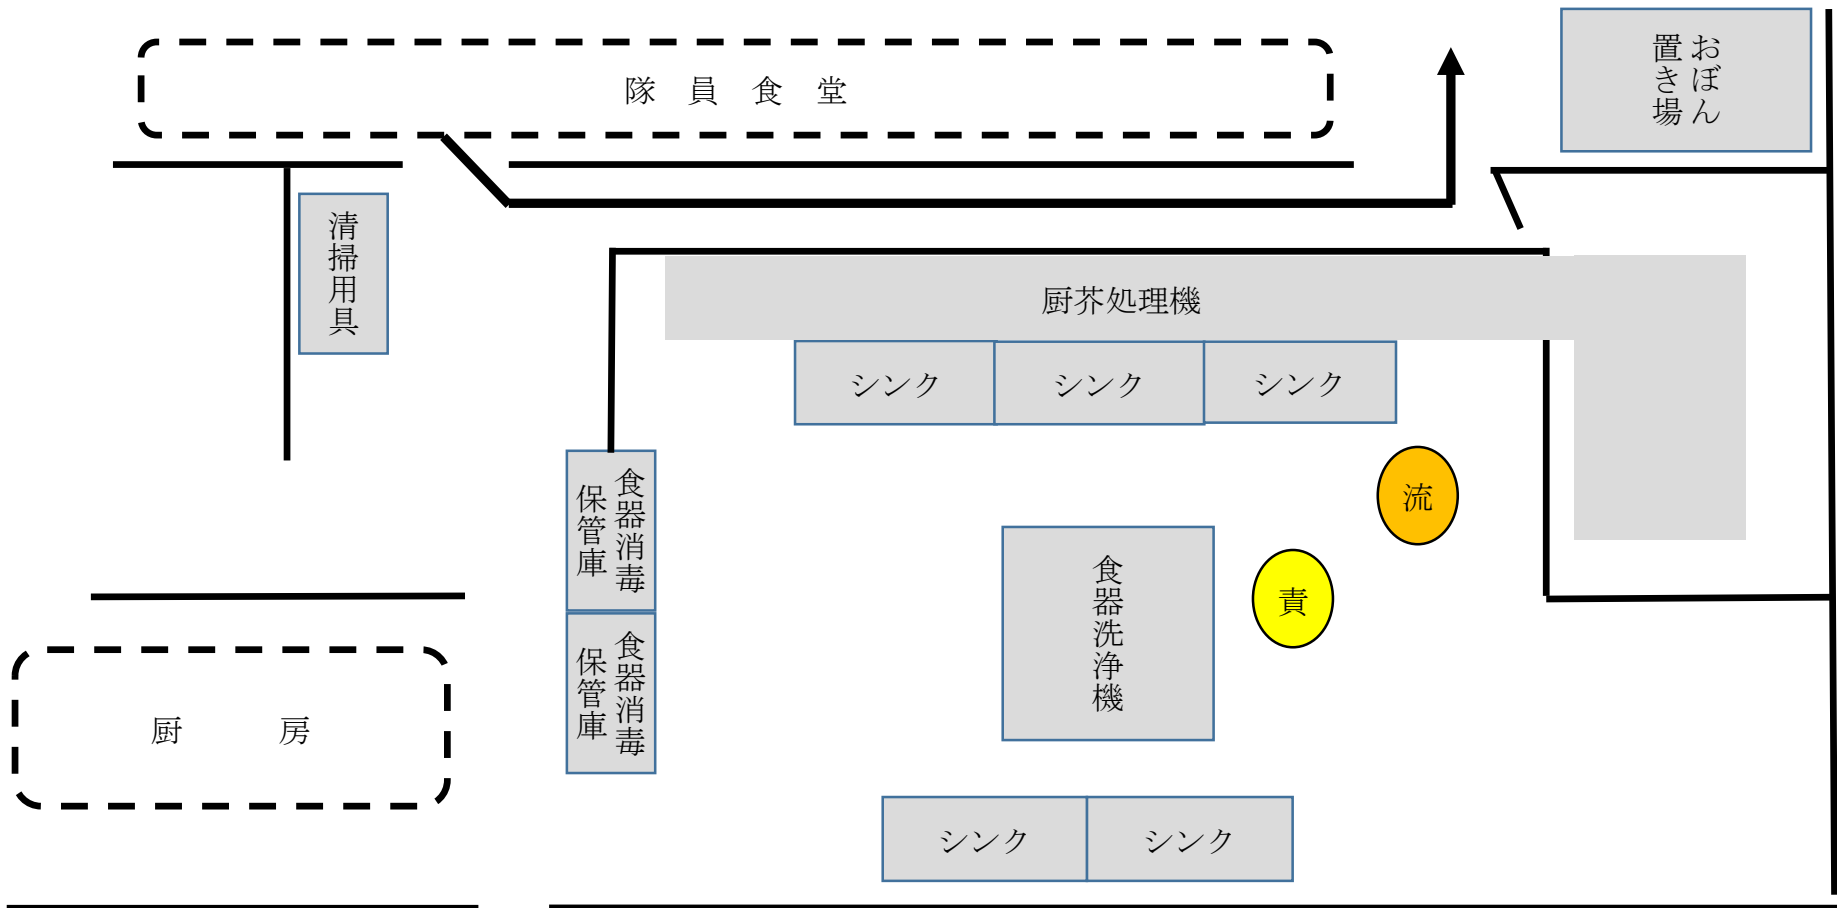 隊員食堂
おぼん
置き場
清掃用具
厨芥処理機
シンク
シンク
シンク
食器消毒
保管庫
流
食器洗浄機
責
食器消毒
保管庫
厨房
シンク
シンク